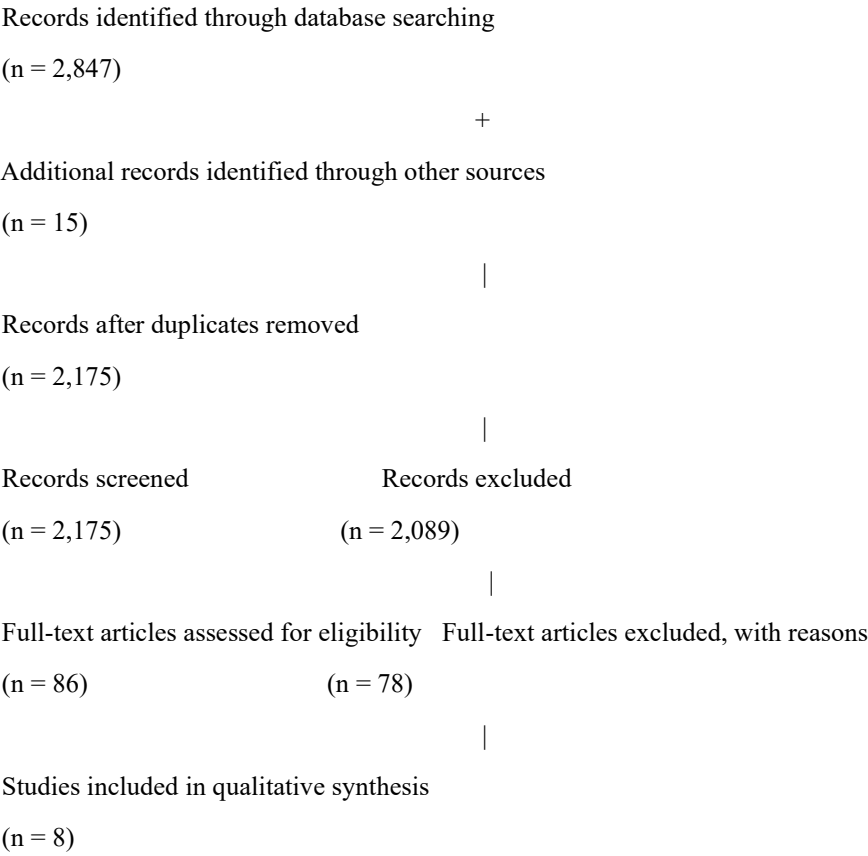 Records identified through database searching
(n = 2,847)
+
Additional records identified through other sources
(n = 15)
|
Records after duplicates removed
(n = 2,175)
|
Records screened Records excluded
(n = 2,175) (n = 2,089)
|
Full-text articles assessed for eligibility Full-text articles excluded, with reasons
(n = 86) (n = 78)
|
Studies included in qualitative synthesis
(n = 8)